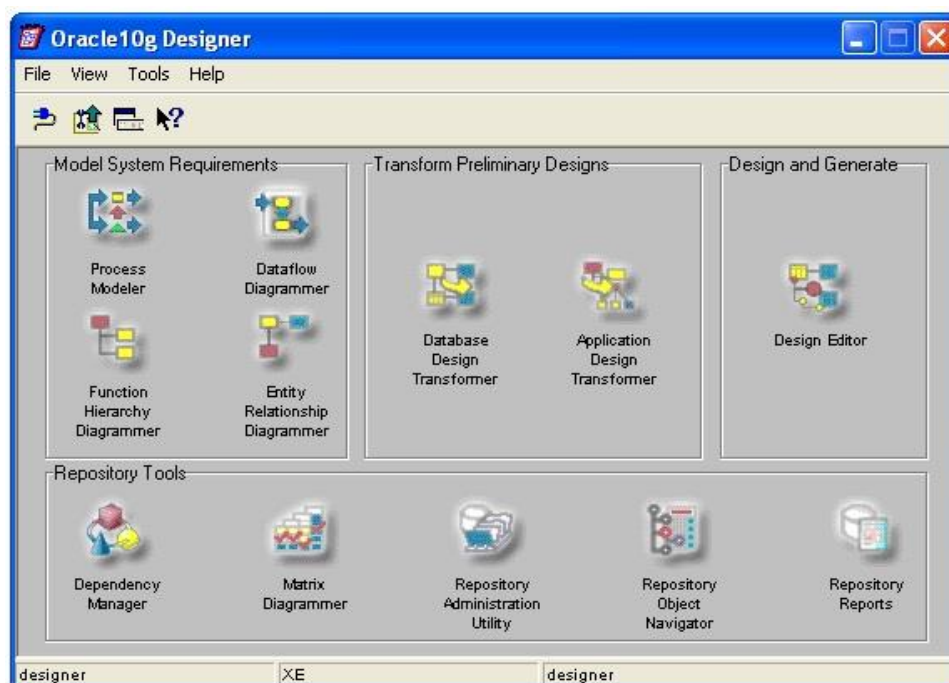 Oracle10g Designer
File View Tools Help
Model System Requirements
Process
Modeler
Dataflow
Diagrammer
Function
Hierarchy
Diagrammer
Entity
Relationship
Diagrammer
Transform Preliminary Designs
Database
Design
Transformer
Application
Design
Transformer
Design and Generate
Design Editor
Repository Tools
Dependency
Manager
Matrix
Diagrammer
Repository
Administration
Utility
Repository
Object
Navigator
Repository
Reports
designer XE designer